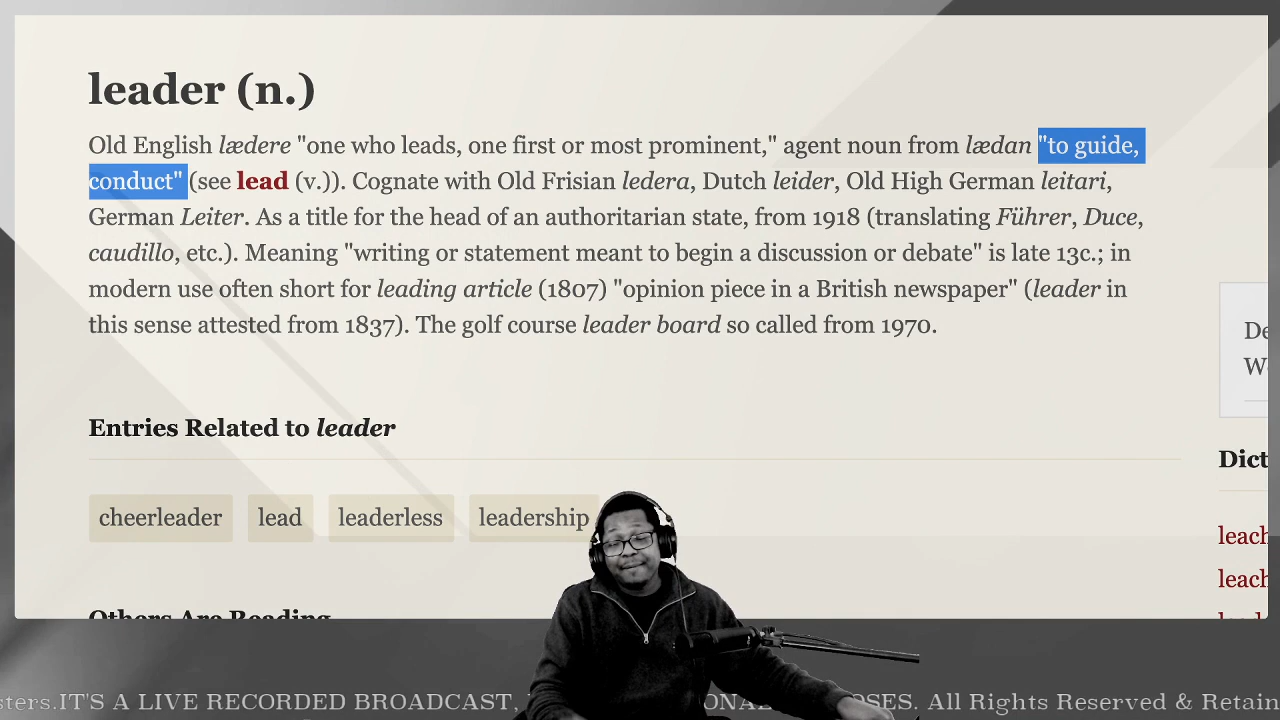 leader (n.)
Old English lædere "one who leads, one first or most prominent," agent noun from lædan "to guide,
conduct" (see lead (v.)). Cognate with Old Frisian ledera, Dutch leider, Old High German leitari,
German Leiter. As a title for the head of an authoritarian state, from 1918 (translating Führer, Duce,
caudillo, etc.). Meaning "writing or statement meant to begin a discussion or debate" is late 13c.; in
modern use often short for leading article (1807) "opinion piece in a British newspaper" (leader in
this sense attested from 1837). The golf course leader board so called from 1970.
Entries Related to leader
cheerleader lead leaderless leadership
Others Are Reading
Dict
leach
leach
IT'S A LIVE RECORDED BROADCAST, All Rights Reserved & Retain